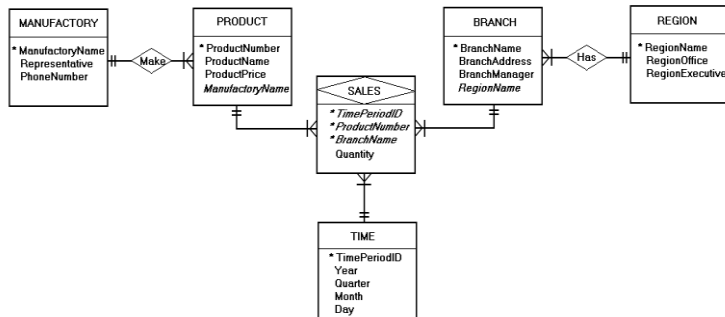 MANUFACTORY
* ManufactoryName
Representative
PhoneNumber
Make
PRODUCT
* ProductNumber
ProductName
ProductPrice
ManufactoryName
SALES
* TimePeriodID
* ProductNumber
* BranchName
Quantity
BRANCH
* BranchName
BranchAddress
BranchManager
RegionName
Has
REGION
* RegionName
RegionOffice
RegionExecutive
TIME
* TimePeriodID
Year
Quarter
Month
Day